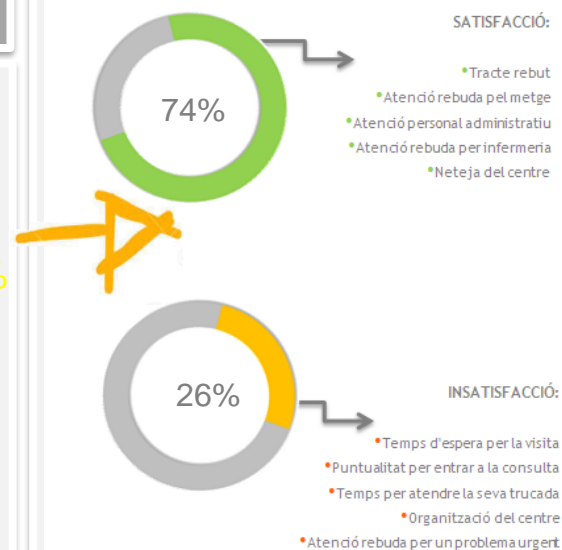 74%
SATISFACCIÓ:
•Tracte rebut
•Atenció rebuda pel metge
•Atenció personal administratiu
•Atenció rebuda per infermeria
•Neteja del centre
26%
INSATISFACCIÓ:
•Temps d'espera per la visita
•Puntualitat per entrar a la consulta
•Temps per atendre la seva trucada
•Organització del centre
•Atenció rebuda per un problema urgent